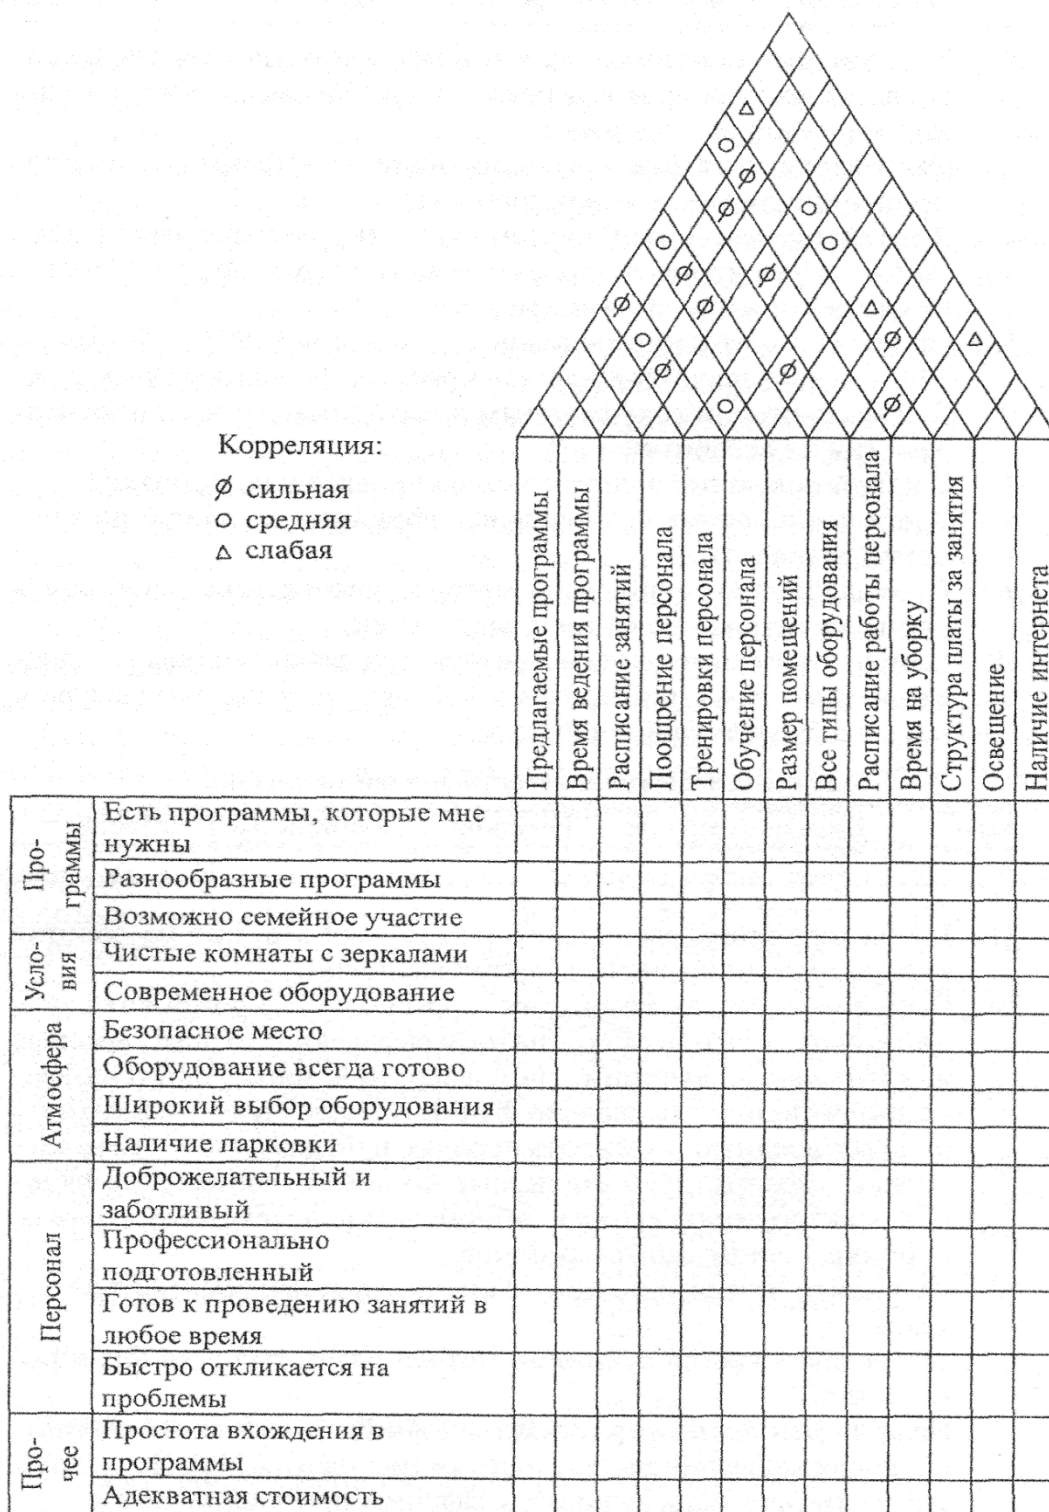 Корреляция:
∅ сильная
○ средняя
△ слабая
Предлагаемые программы
Время ведения программы
Расписание занятий
Поощрение персонала
Тренировки персонала
Обучение персонала
Размер помещений
Все типы оборудования
Расписание работы персонала
Время на уборку
Структура платы за занятия
Освещение
Наличие интернета
Про-
граммы
Есть программы, которые мне
нужны
Разнообразные программы
Возможно семейное участие
Усло-
вия
Чистые комнаты с зеркалами
Современное оборудование
Атмосфера
Безопасное место
Оборудование всегда готово
Широкий выбор оборудования
Наличие парковки
Персонал
Доброжелательный и
заботливый
Профессионально
подготовленный
Готов к проведению занятий в
любое время
Быстро откликается на
проблемы
Про-
чее
Простота вхождения в
программы
Адекватная стоимость